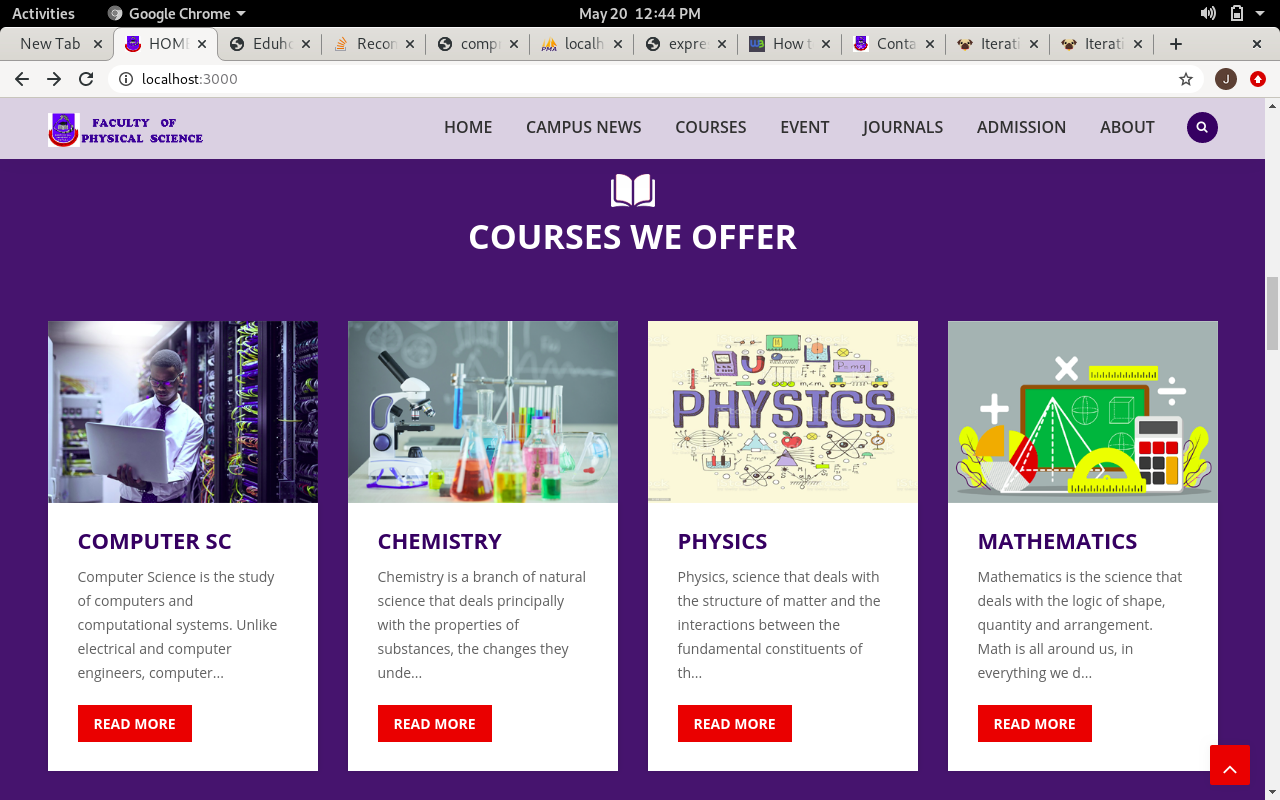 Activities Google Chrome May 20 12:44 PM
New Tab HOME Eduho Recon comp localh expre How t Conta Iterati Iterati
localhost:3000 J
FACULTY OF
PHYSICAL SCIENCE
HOME CAMPUS NEWS COURSES EVENT JOURNALS ADMISSION ABOUT
COURSES WE OFFER
PHYSICS
COMPUTER SC
Computer Science is the study
of computers and
computational systems. Unlike
electrical and computer
engineers, computer...
READ MORE
CHEMISTRY
Chemistry is a branch of natural
science that deals principally
with the properties of
substances, the changes they
unde...
READ MORE
PHYSICS
Physics, science that deals with
the structure of matter and the
interactions between the
fundamental constituents of
th...
READ MORE
MATHEMATICS
Mathematics is the science that
deals with the logic of shape,
quantity and arrangement.
Math is all around us, in
everything we d...
READ MORE